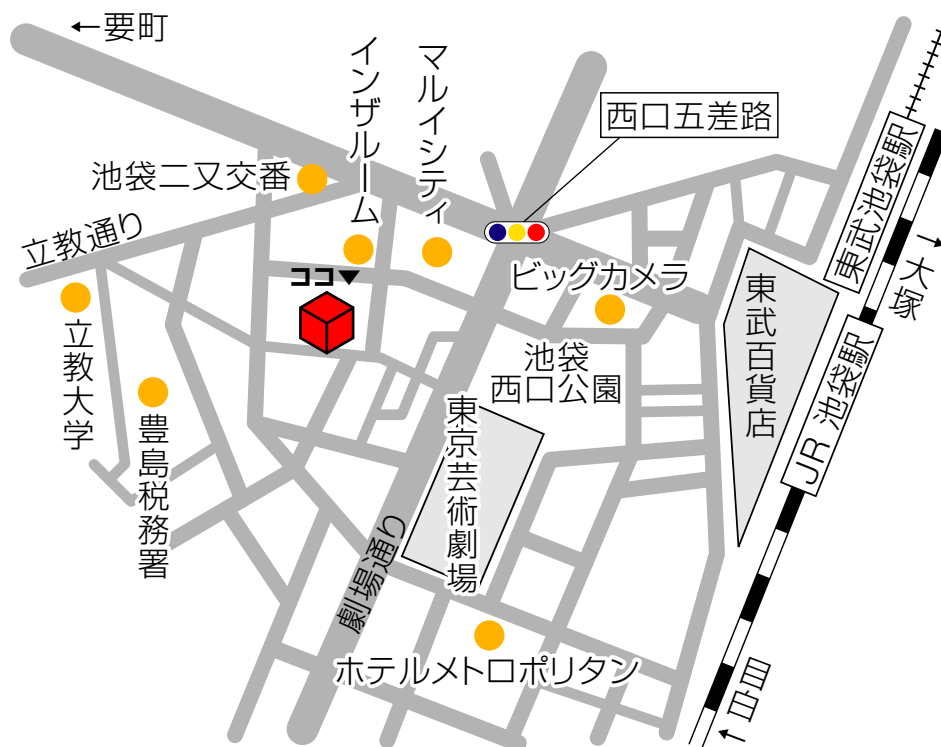 ←要町
インザルーム
マルイシティ
西口五差路
池袋二又交番
立教通り
東武池袋駅
→大塚
ココ▼
ビッグカメラ
東武百貨店
立教大学
池袋
西口公園
JR 池袋駅
豊島税務署
東京芸術劇場
劇場通り
ホテルメトロポリタン
目白
←